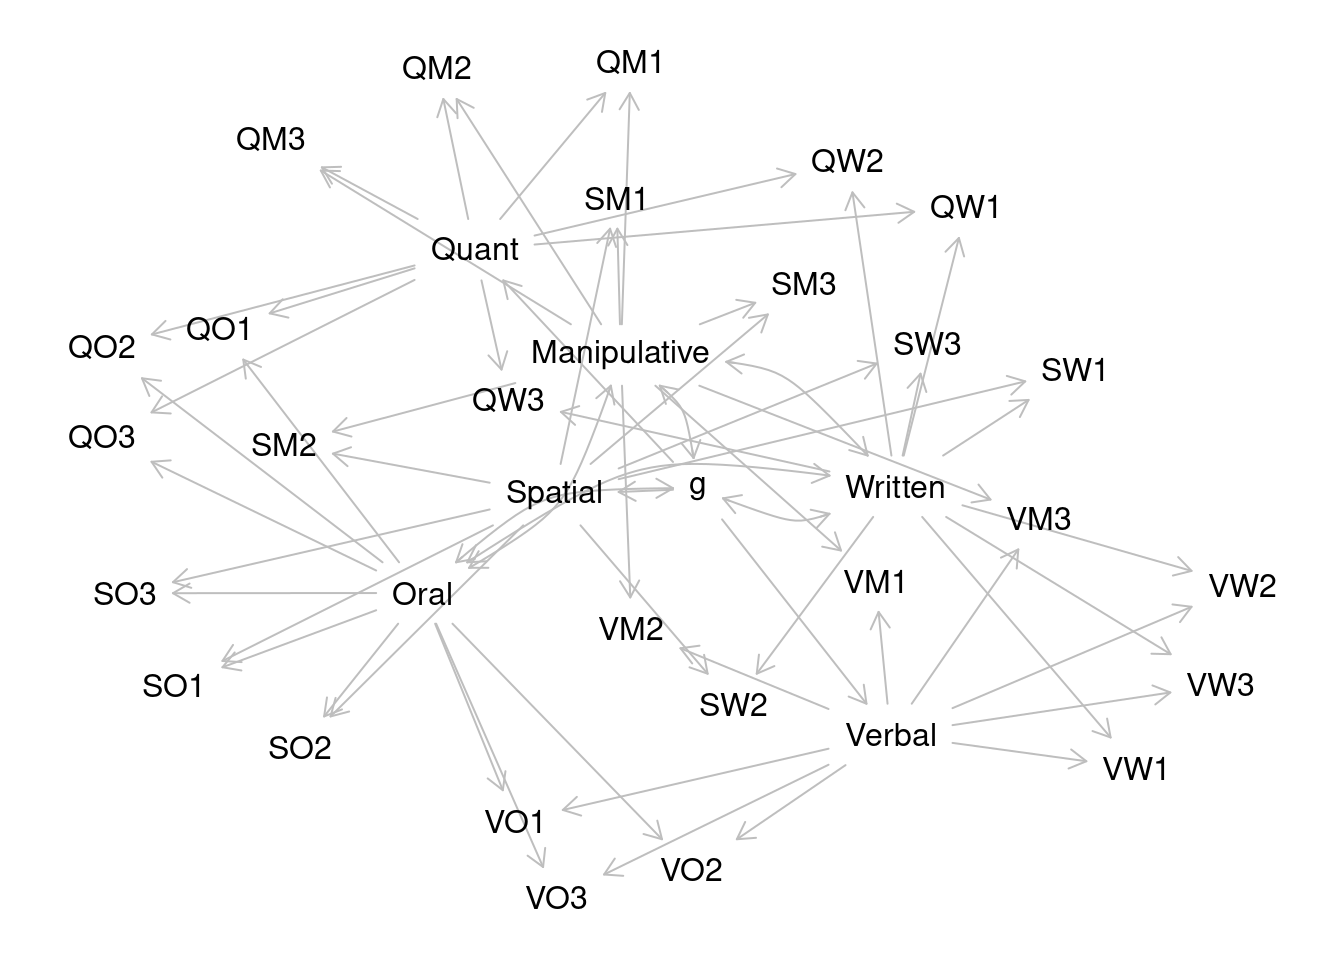 QM1
QM2
QM3
QW2
SM1
QW1
Quant
SM3
QO1
QO2
Manipulative
SW3
SW1
QW3
QO3
SM2
g
Written
Spatial
VM3
VM1
VW2
SO3
Oral
VM2
SO1
VW3
SW2
Verbal
SO2
VW1
VO1
VO2
VO3